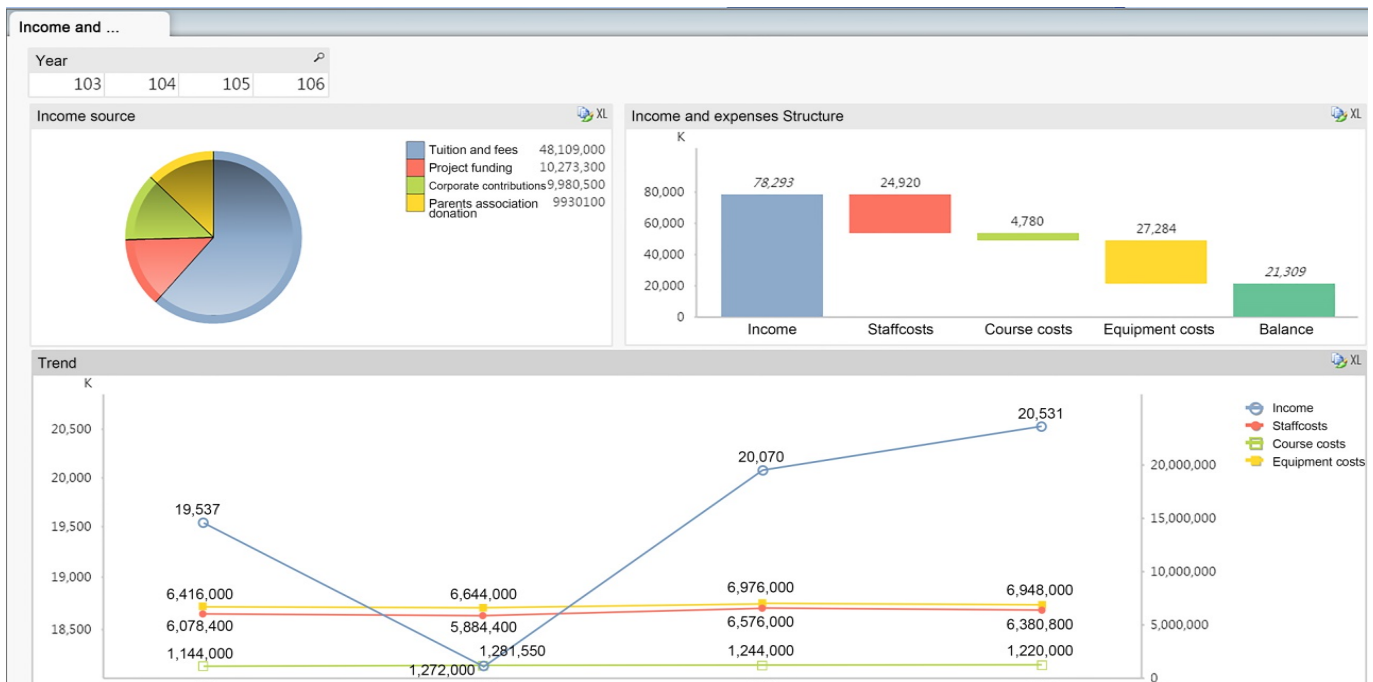 Income and ...
Year
103 104 105 106
Income source
XL
Tuition and fees 48,109,000
Project funding 10,273,300
Corporate contributions 9,980,500
Parents association 9930100
donation
Income and expenses Structure
XL
K
80,000
60,000
40,000
20,000
0
78,293
24,920
4,780
27,284
21,309
Income Staffcosts Course costs Equipment costs Balance
Trend
XL
K
20,500
20,000
19,500
19,000
18,500
19,537
20,070
20,531
6,416,000
6,644,000
6,976,000
6,948,000
6,078,400
5,884,400
6,576,000
6,380,800
1,144,000
1,281,550
1,272,000
1,244,000
1,220,000
20,000,000
15,000,000
10,000,000
5,000,000
0
Income
Staffcosts
Course costs
Equipment costs